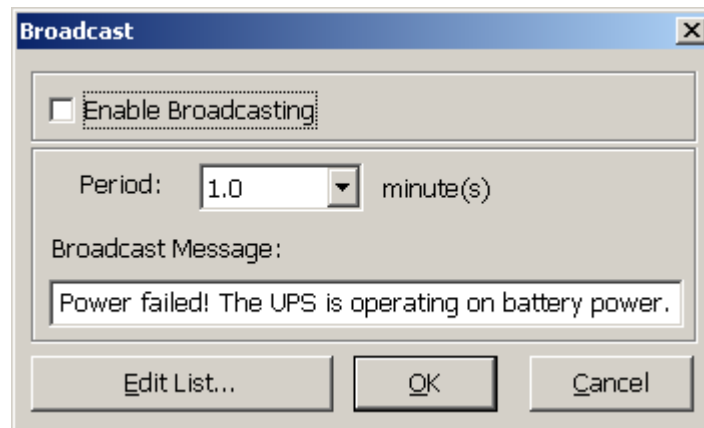 Broadcast
Enable Broadcasting
Period: 1.0 minute(s)
Broadcast Message:
Power failed! The UPS is operating on battery power.
Edit List... OK Cancel